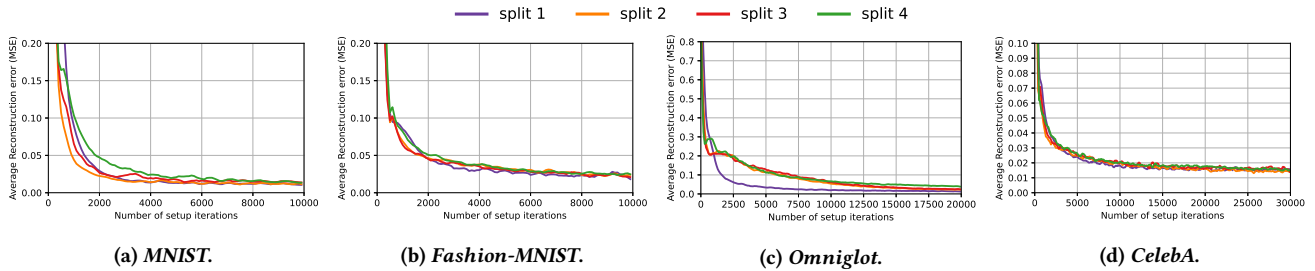 split 1 split 2 split 3 split 4
Average Reconstruction error (MSE)
0.20
0.15
0.10
0.05
0.00
0 2000 4000 6000 8000 10000
Number of setup iterations
(a) MNIST.
Average Reconstruction error (MSE)
0.20
0.15
0.10
0.05
0.00
0 2000 4000 6000 8000 10000
Number of setup iterations
(b) Fashion-MNIST.
Average Reconstruction error (MSE)
0.8
0.7
0.6
0.5
0.4
0.3
0.2
0.1
0.0
0 2500 5000 7500 10000 12500 15000 17500 20000
Number of setup iterations
(c) Omniglot.
Average Reconstruction error (MSE)
0.10
0.09
0.08
0.07
0.06
0.05
0.04
0.03
0.02
0.01
0.00
0 5000 10000 15000 20000 25000 30000
Number of setup iterations
(d) CelebA.